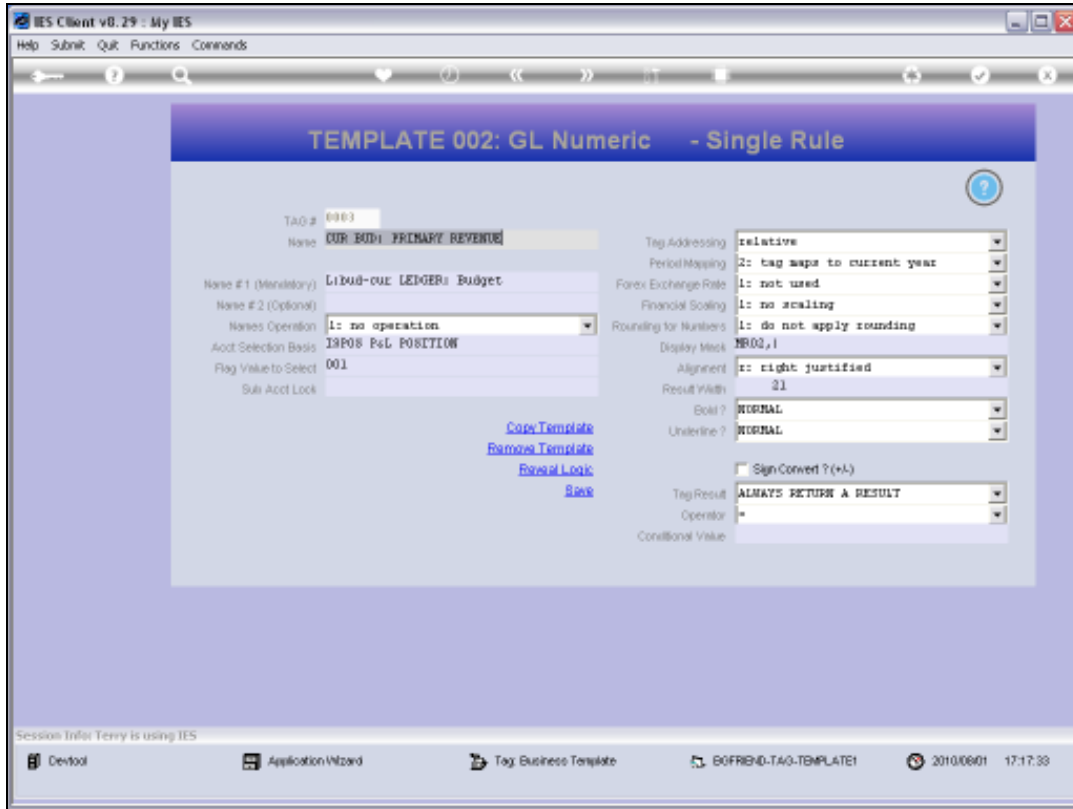 IES Client v8.29 : My IES
Help Submit Quit Functions Commands
TEMPLATE 002: GL Numeric - Single Rule
TAG # 0003
Name CUR BUD: PRIMARY REVENUE
Name # 1 (Mandatory) L:bud-cur LEDGER: Budget
Name # 2 (Optional)
Names Operation 1: no operation
Acct Selection Basis ISPOS P&L POSITION
Flag Value to Select 001
Sub Acct Lock
Copy Template
Remove Template
Reveal Logic
Save
Tag Addressing relative
Period Mapping 2: tag maps to current year
Forex Exchange Rate 1: not used
Financial Scaling 1: no scaling
Rounding for Numbers 1: do not apply rounding
Display Mask MR02,|
Alignment r: right justified
Result Width 21
Bold ? NORMAL
Underline ? NORMAL
Sign Convert ? (+/-)
Tag Result ALWAYS RETURN A RESULT
Operator =
Conditional Value
Session Info: Terry is using IES
Devtool Application Wizard Tag: Business Template BGFRIEND-TAG-TEMPLATE1 2010/08/01 17:17:33